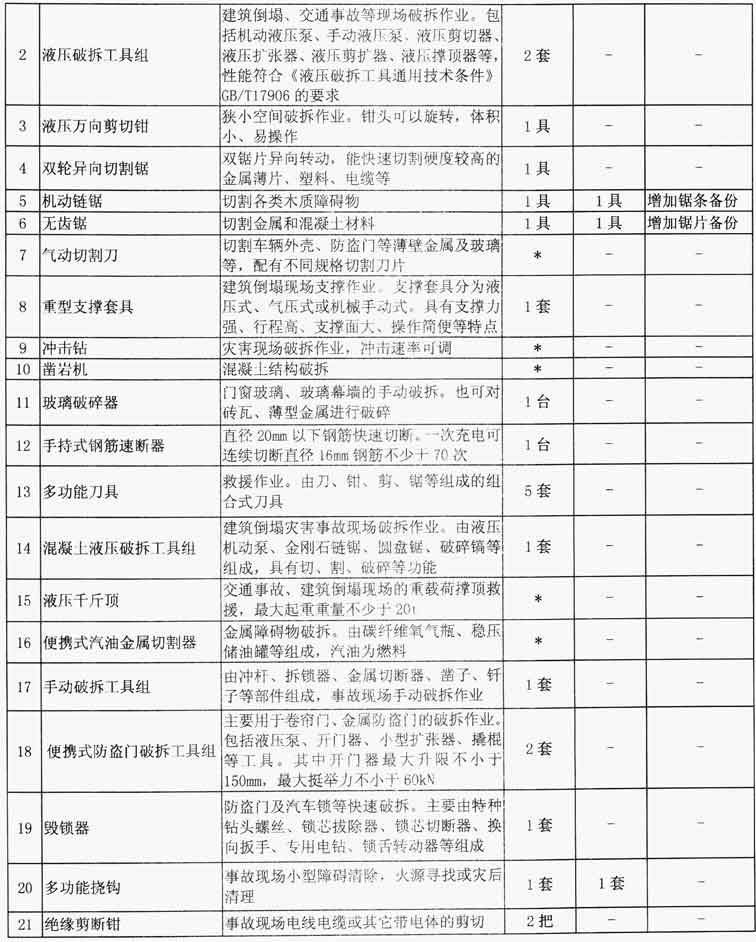 建筑倒塌、交通事故等现场破拆作业。包
括机动液压泵、手动液压泵、液压剪切器、
2 液压破拆工具组 液压扩张器、液压剪扩器、液压撑顶器等， 2套 － －
性能符合《液压破拆工具通用技术条件》
GB/T17906 的要求
3 液压万向剪切钳 狭小空间破拆作业。钳头可以旋转，体积 1具 － －
小、易操作
4 双轮异向切割锯 双锯片异向转动，能快速切割硬度较高的 1具 － －
金属薄片、塑料、电缆等
5 机动链锯 切割各类木质障碍物 1具 1具 增加锯条备份
6 无齿锯 切割金属和混凝土材料 1具 1具 增加锯片备份
7 气动切割刀 切割车辆外壳、防盗门等薄壁金属及玻璃 * － －
等，配有不同规格切割刀片
建筑倒塌现场支撑作业。支撑套具分为液
8 重型支撑套具 压式、气压式或机械手动式。具有支撑力 1套 － －
强、行程高、支撑面大、操作简便等特点
9 冲击钻 灾害现场破拆作业，冲击速率可调 * － －
10 凿岩机 混凝土结构破拆 * － －
11 玻璃破碎器 门窗玻璃、玻璃幕墙的手动破拆。也可对 1台 － －
砖瓦、薄型金属进行破碎
12 手持式钢筋速断器 直径20mm以下钢筋快速切断。一次充电可 1台 － －
连续切断直径16mm钢筋不少于70次
13 多功能刀具 救援作业。由刀、钳、剪、锯等组成的组 5套 － －
合式刀具
建筑倒塌灾害事故现场破拆作业。由液压
14 混凝土液压破拆工具组 机动泵、金刚石链锯、圆盘锯、破碎镐等 1套 － －
组成，具有切、割、破碎等功能
15 液压千斤顶 交通事故、建筑倒塌现场的重载荷撑顶救 * － －
援，最大起重重量不少于20t
16 便携式汽油金属切割器 金属障碍物破拆。由碳纤维氧气瓶、稳压 * － －
储油罐等组成，汽油为燃料
17 手动破拆工具组 由冲杆、拆锁器、金属切断器、凿子、钎 1套 － －
子等部件组成，事故现场手动破拆作业
主要用于卷帘门、金属防盗门的破拆作业。
18 便携式防盗门破拆工具组 包括液压泵、开门器、小型扩张器、撬棍 2套 － －
等工具。其中开门器最大升限不小于
150mm，最大挺举力不小于60kN
防盗门及汽车锁等快速破拆。主要由特种
19 毁锁器 钻头螺丝、锁芯拔除器、锁芯切断器、换 1套 － －
向扳手、专用电钻、锁舌转动器等组成
20 多功能挠钩 事故现场小型障碍清除，火源寻找或灾后 1套 1套 －
清理
21 绝缘剪断钳 事故现场电线电缆或其它带电体的剪切 2把 － －